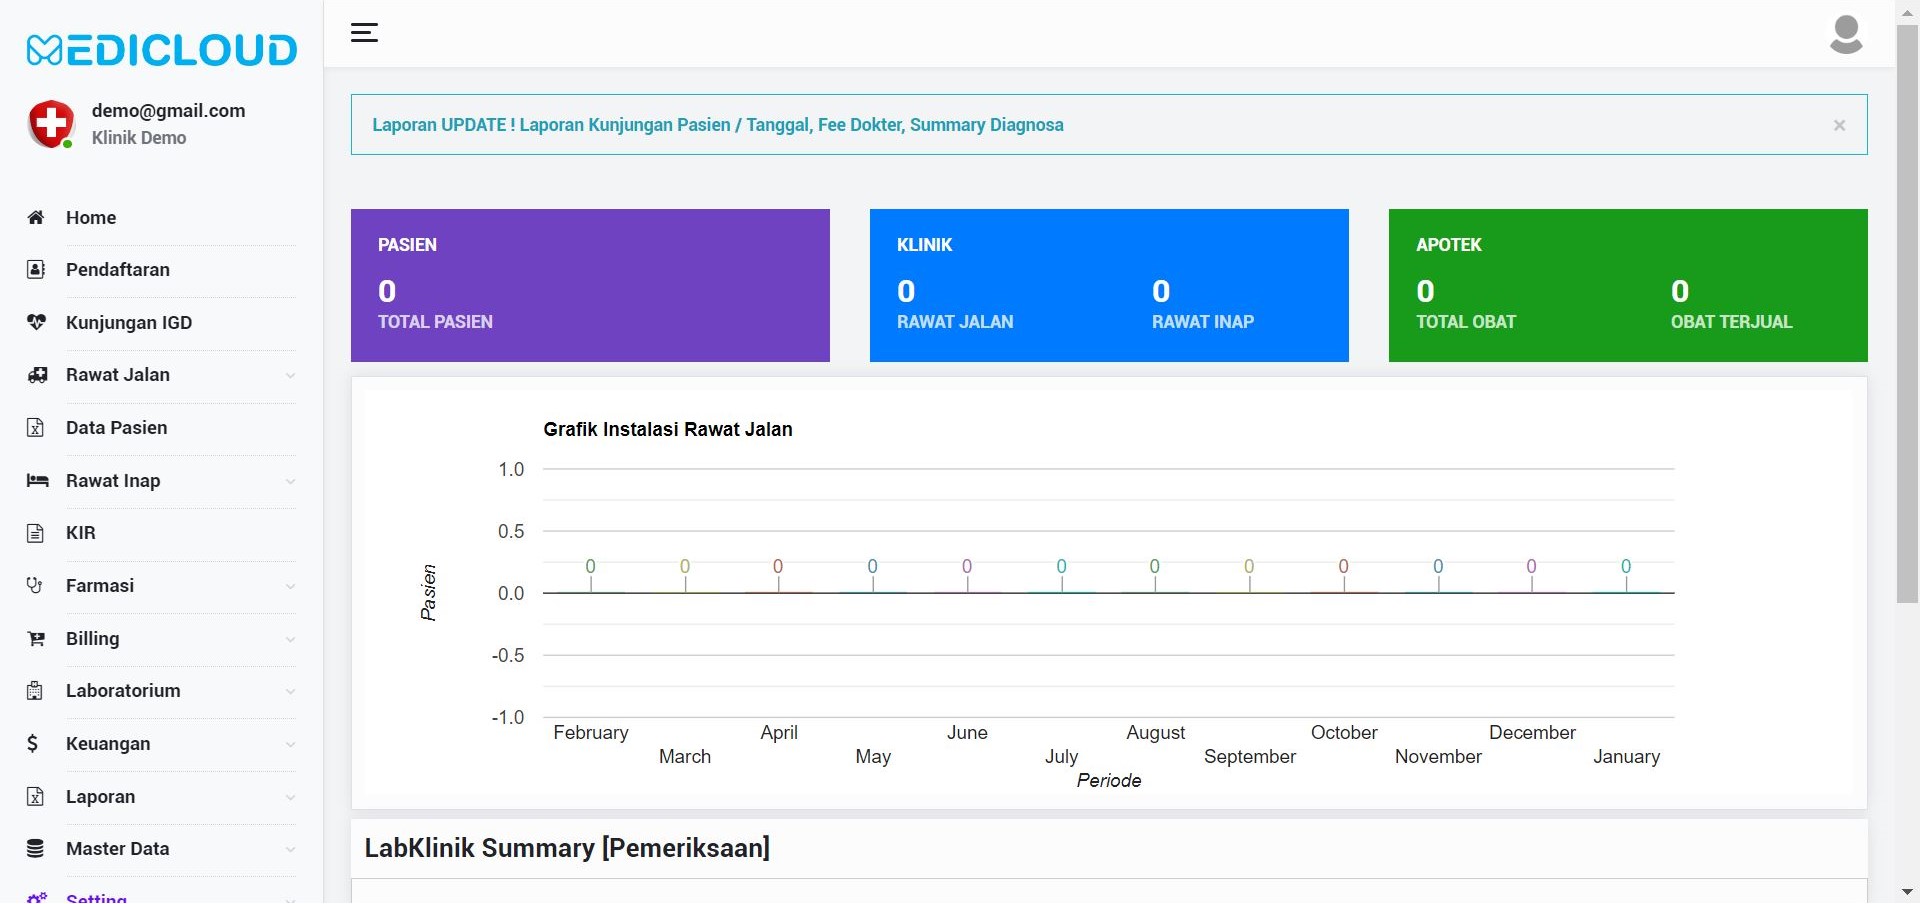 MEDICLOUD
demo@gmail.com
Klinik Demo
Home
Pendaftaran
Kunjungan IGD
Rawat Jalan
Data Pasien
Rawat Inap
KIR
Farmasi
Billing
Laboratorium
Keuangan
Laporan
Master Data
Setting
Laporan UPDATE ! Laporan Kunjungan Pasien / Tanggal, Fee Dokter, Summary Diagnosa
×
PASIEN
0
TOTAL PASIEN
KLINIK
0 0
RAWAT JALAN RAWAT INAP
APOTEK
0 0
TOTAL OBAT OBAT TERJUAL
Grafik Instalasi Rawat Jalan
1.0
0.5
0 0 0 0 0 0 0 0 0 0 0 0
0.0
-0.5
-1.0
Pasien
February April June August October December
March May July September November January
Periode
LabKlinik Summary [Pemeriksaan]